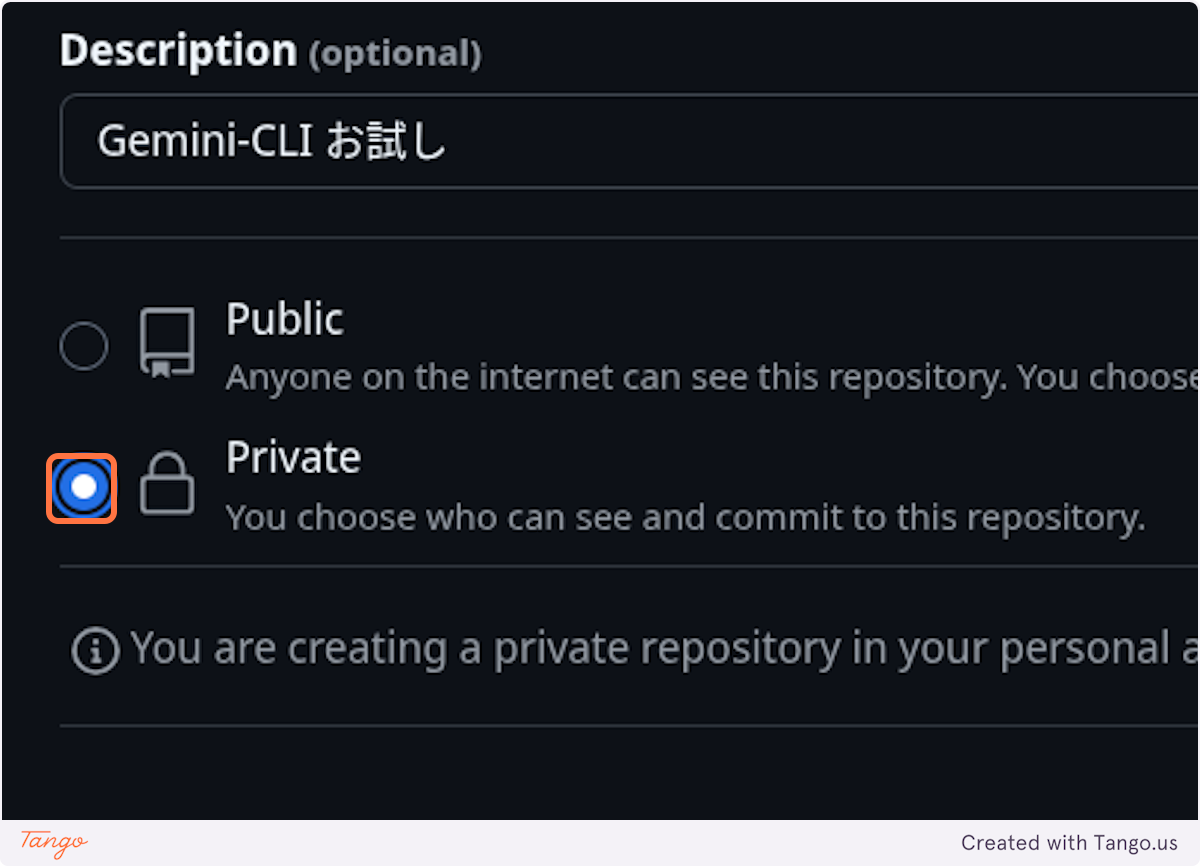 Description (optional)
Gemini-CLI お試し
Public
Anyone on the internet can see this repository. You choose
Private
You choose who can see and commit to this repository.
You are creating a private repository in your personal
Tango
Created with Tango.us